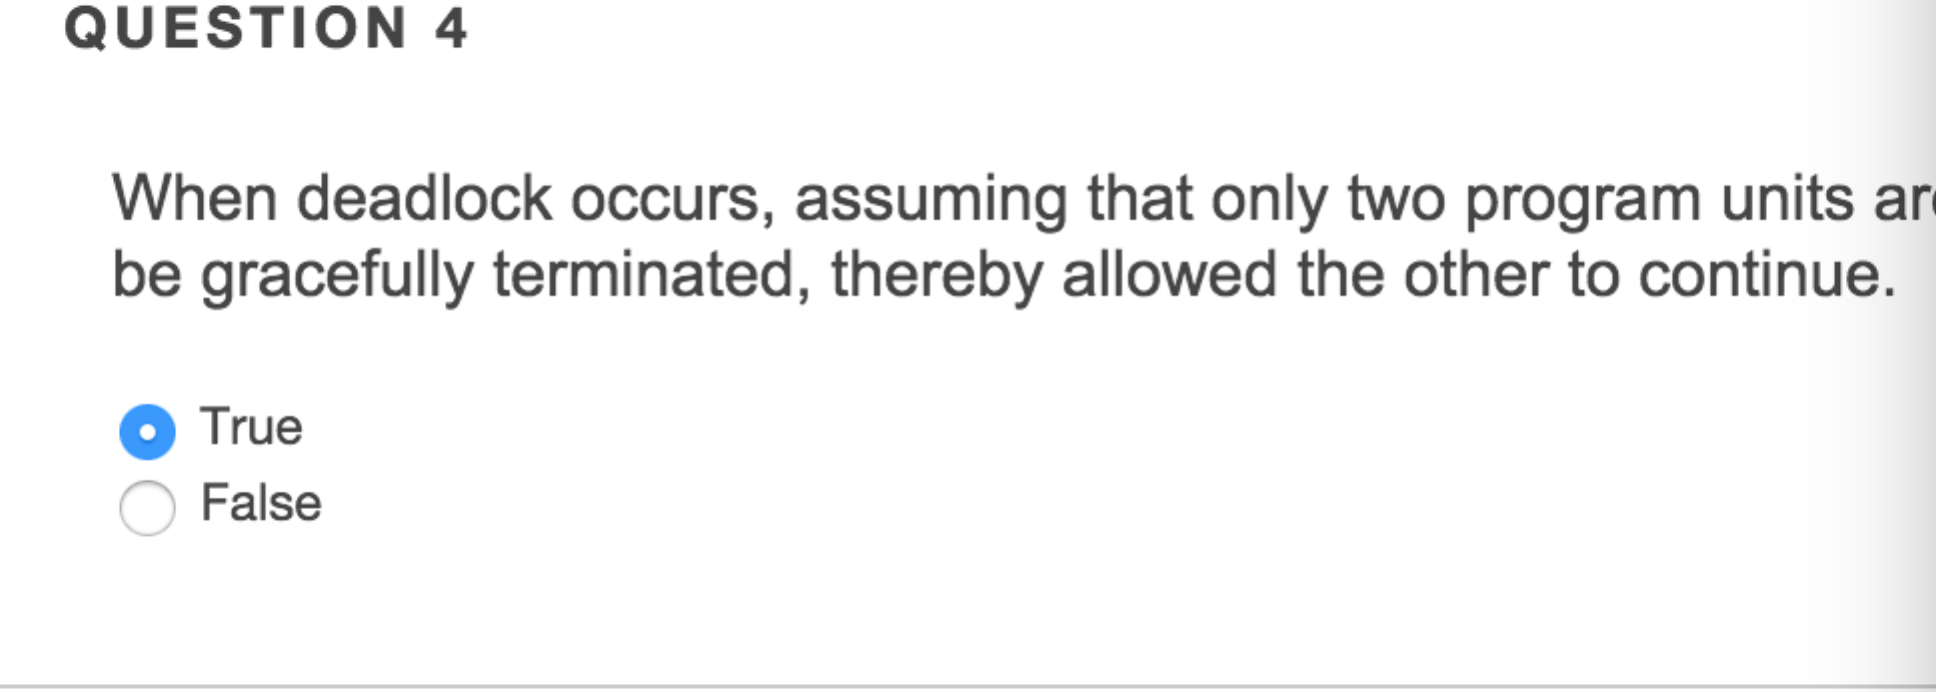 QUESTION 4
When deadlock occurs, assuming that only two program units
be gracefully terminated, thereby allowed the other to continue.
True
False